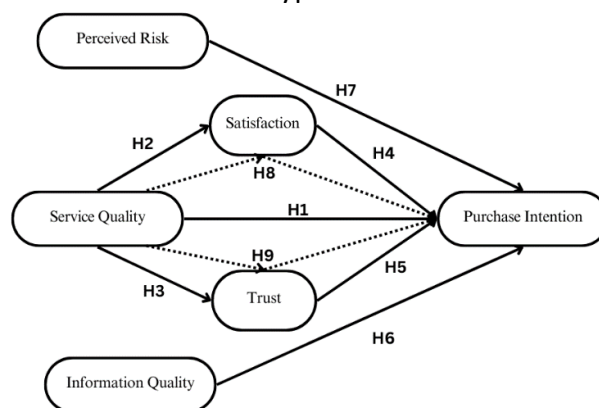 Perceived Risk
H7
Satisfaction
H2
H4
H8
Service Quality
H1
Purchase Intention
H9
H5
H3
Trust
H6
Information Quality